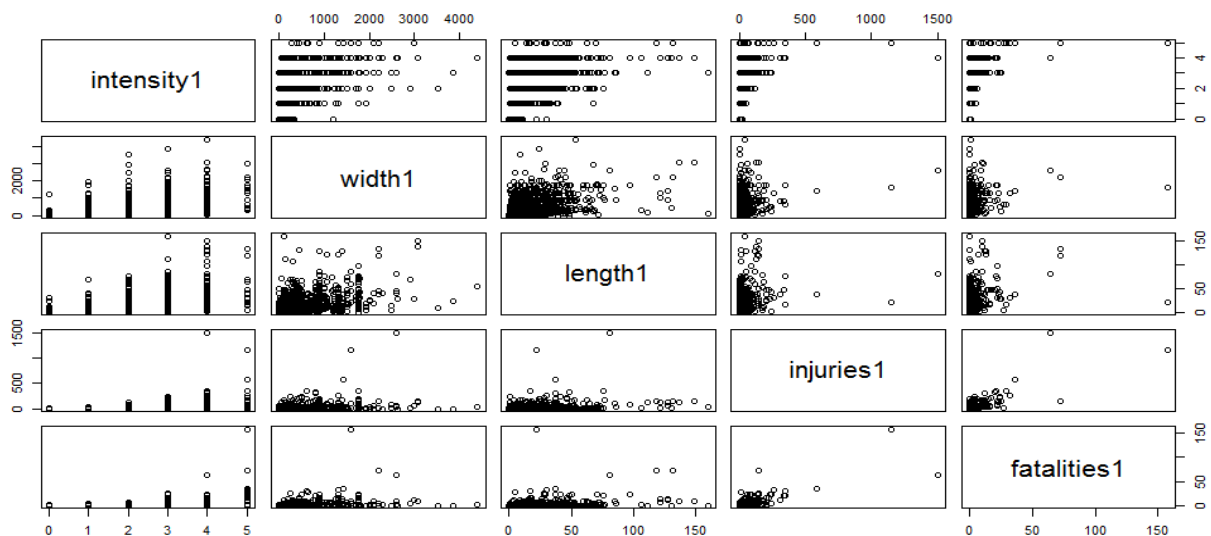 0 1000 2000 3000 4000 0 500 1000 1500
intensity1 0 2 4
0 2000 width1
length1 0 50 100 150
0 500 1500 injuries1
fatalities1 0 50 150
0 1 2 3 4 5 0 50 100 150 0 50 100 150